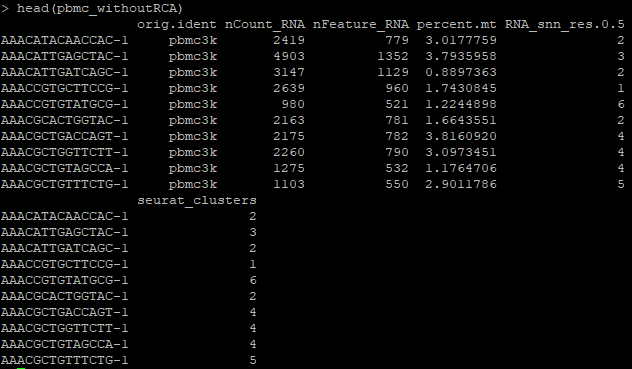 > head(pbmc_withoutRCA)
orig.ident nCount_RNA nFeature_RNA percent.mt RNA_snn_res.0.5
AAACATACAACCAC-1 pbmc3k 2419 779 3.0177759 2
AAACATTGAGCTAC-1 pbmc3k 4903 1352 3.7935958 3
AAACATTGATCAGC-1 pbmc3k 3147 1129 0.8897363 2
AAACCGTGCTTCCG-1 pbmc3k 2639 960 1.7430845 1
AAACCGTGTATGCG-1 pbmc3k 980 521 1.2244898 6
AAACGCACTGGTAC-1 pbmc3k 2163 781 1.6643551 2
AAACGCTGACCAGT-1 pbmc3k 2175 782 3.8160920 4
AAACGCTGGTTCTT-1 pbmc3k 2260 790 3.0973451 4
AAACGCTGTAGCCA-1 pbmc3k 1275 532 1.1764706 4
AAACGCTGTTTCTG-1 pbmc3k 1103 550 2.9011786 5
seurat_clusters
AAACATACAACCAC-1 2
AAACATTGAGCTAC-1 3
AAACATTGATCAGC-1 2
AAACCGTGCTTCCG-1 1
AAACCGTGTATGCG-1 6
AAACGCACTGGTAC-1 2
AAACGCTGACCAGT-1 4
AAACGCTGGTTCTT-1 4
AAACGCTGTAGCCA-1 4
AAACGCTGTTTCTG-1 5